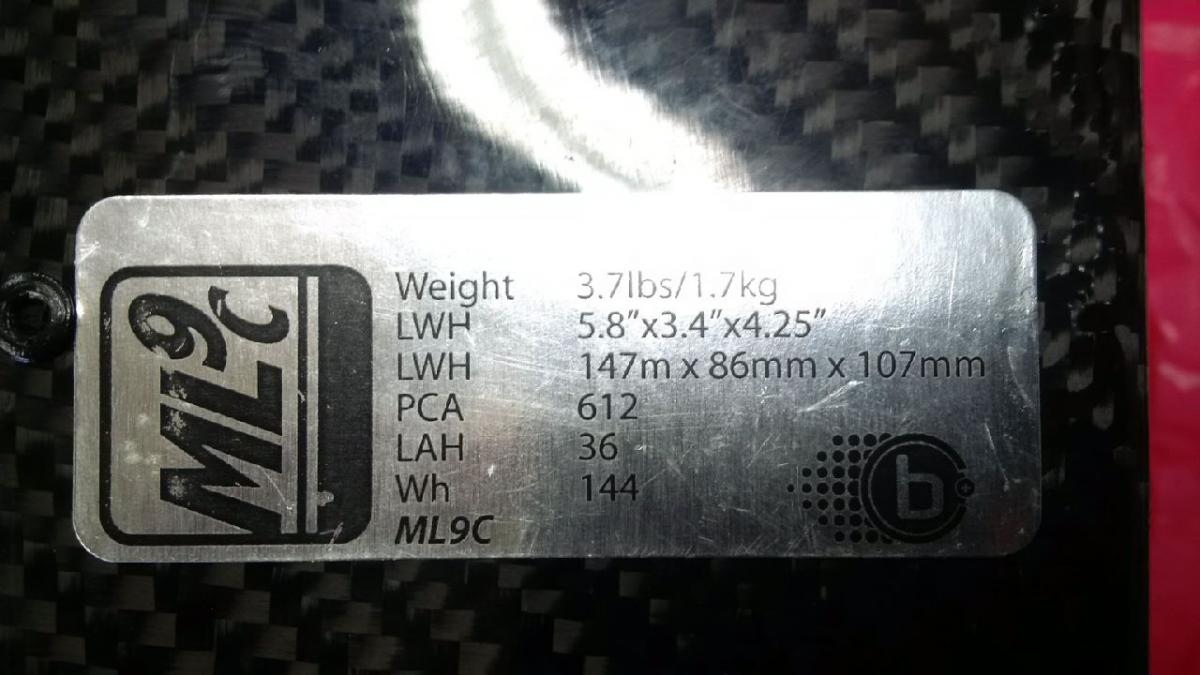 ML9C
Weight 3.7lbs/1.7kg
LWH 5.8”x3.4”x4.25”
LWH 147m x 86mm x 107mm
PCA 612
LAH 36
Wh 144
ML9C
b